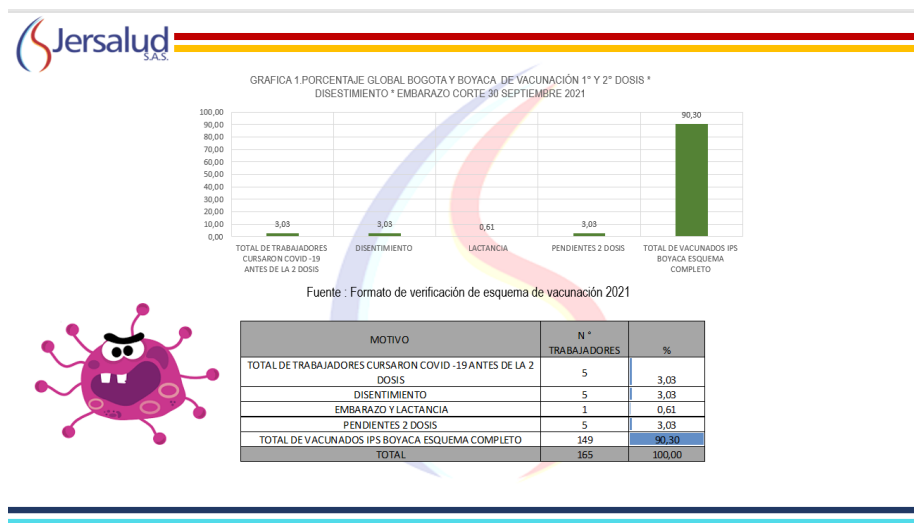 Jersalud
S.A.S.
GRAFICA 1.PORCENTAJE GLOBAL BOGOTA Y BOYACA DE VACUNACIÓN 1° Y 2° DOSIS *
DISESTIMIENTO * EMBARAZO CORTE 30 SEPTIEMBRE 2021
100,00
90,00
80,00
70,00
60,00
50,00
40,00
30,00
20,00
10,00
0,00
3,03
3,03
0,61
3,03
90,30
TOTAL DE TRABAJADORES
CURSARON COVID -19
ANTES DE LA 2 DOSIS
DISENTIMIENTO
LACTANCIA
PENDIENTES 2 DOSIS
TOTAL DE VACUNADOS IPS
BOYACA ESQUEMA
COMPLETO
Fuente : Formato de verificación de esquema de vacunación 2021
MOTIVO N ° TRABAJADORES %
TOTAL DE TRABAJADORES CURSARON COVID -19 ANTES DE LA 2 DOSIS 5 3,03
DISENTIMIENTO 5 3,03
EMBARAZO Y LACTANCIA 1 0,61
PENDIENTES 2 DOSIS 5 3,03
TOTAL DE VACUNADOS IPS BOYACA ESQUEMA COMPLETO 149 90,30
TOTAL 165 100,00